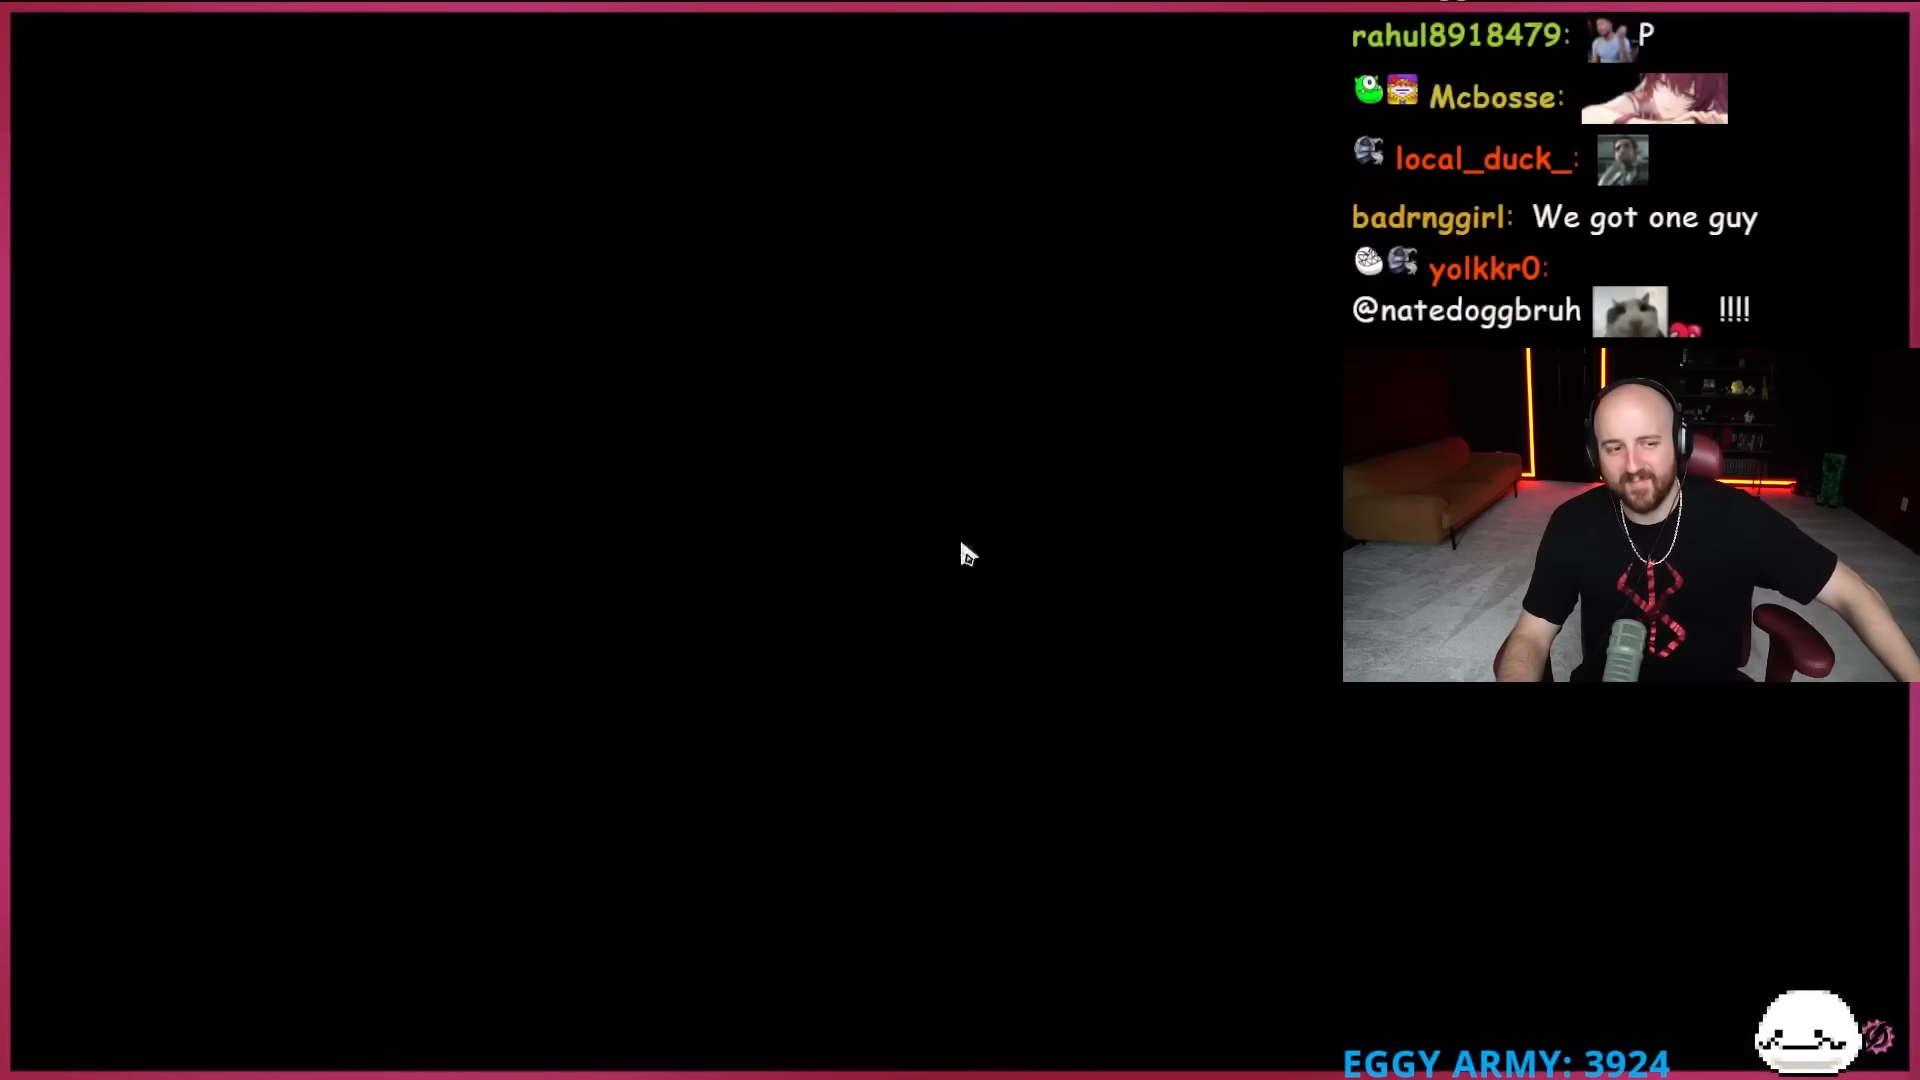 rahul8918479: P
Mcbosse:
local_duck_:
badrnggirl: We got one guy
yolkkr0:
@natedoggbruh !!!!
EGGY ARMY: 3924